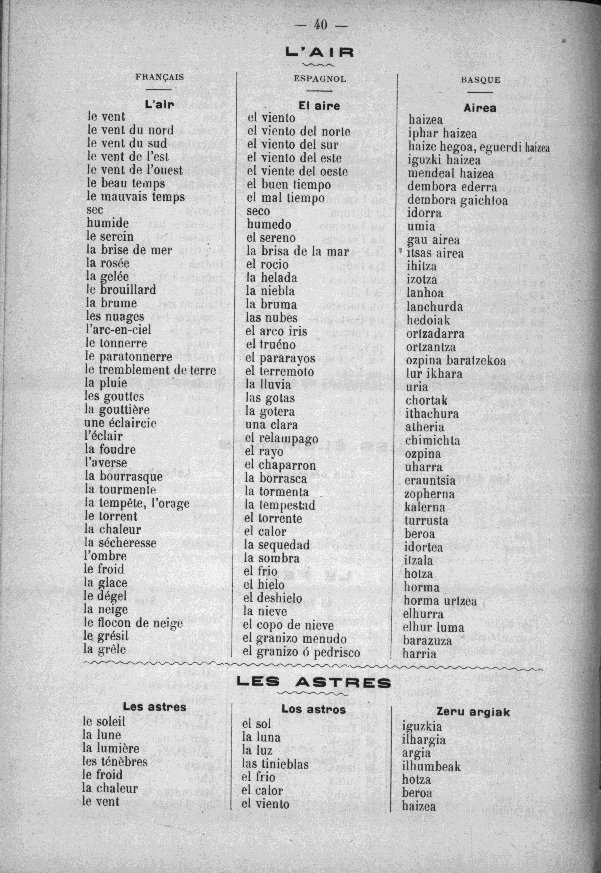 — 40 —
L'AIR
FRANÇAIS ESPAGNOL BASQUE
L'air El aire Airea
le vent el viento haizea
le vent du nord el viento del norte iphar haizea
le vent du sud el viento del sur haize hegoa, eguerdi haizea
le vent de l'est el viento del este iguzki haizea
le vent de l'ouest el viente del oeste mendeal haizea
le beau temps el buen tiempo dembora ederra
le mauvais temps el mal tiempo dembora gaichtoa
sec seco idorra
humide humedo umia
le serein el sereno gau airea
la brise de mer la brisa de la mar itsas airea
la rosée el rocio ihitza
la gelée la helada izotza
le brouillard la niebla lanhoa
la brume la bruma lanchurda
les nuages las nubes hedoiak
l'arc-en-ciel el arco iris ortzadarra
le tonnerre el truéno ortzantza
le paratonnerre el pararayos ozpina baratzekoa
le tremblement de terre el terremoto lur ikhara
la pluie la lluvia uria
les gouttes las gotas chortak
la gouttière la gotera ithachura
une éclaircie una clara atheria
l'éclair el relampago chimichta
la foudre el rayo ozpina
l'averse el chaparron uharra
la bourrasque la borrasca erauntsia
la tourmente la tormenta zopherna
la tempête, l'orage la tempestad kalerna
le torrent el torrente turrusta
la chaleur el calor beroa
la sécheresse la sequedad idortea
l'ombre la sombra itzala
le froid el frio hotza
la glace el hielo horma
le dégel el deshielo horma urtzea
la neige la nieve elhurra
le flocon de neige el copo de nieve elhur luma
le grésil el granizo menudo barazuza
la grêle el granizo ó pedrisco harria
LES ASTRES
Les astres Los astros Zeru argiak
le soleil el sol iguzkia
la lune la luna ilhargia
la lumière la luz argia
les ténèbres las tinieblas ilhumbeak
le froid el frio hotza
la chaleur el calor beroa
le vent el viento haizea